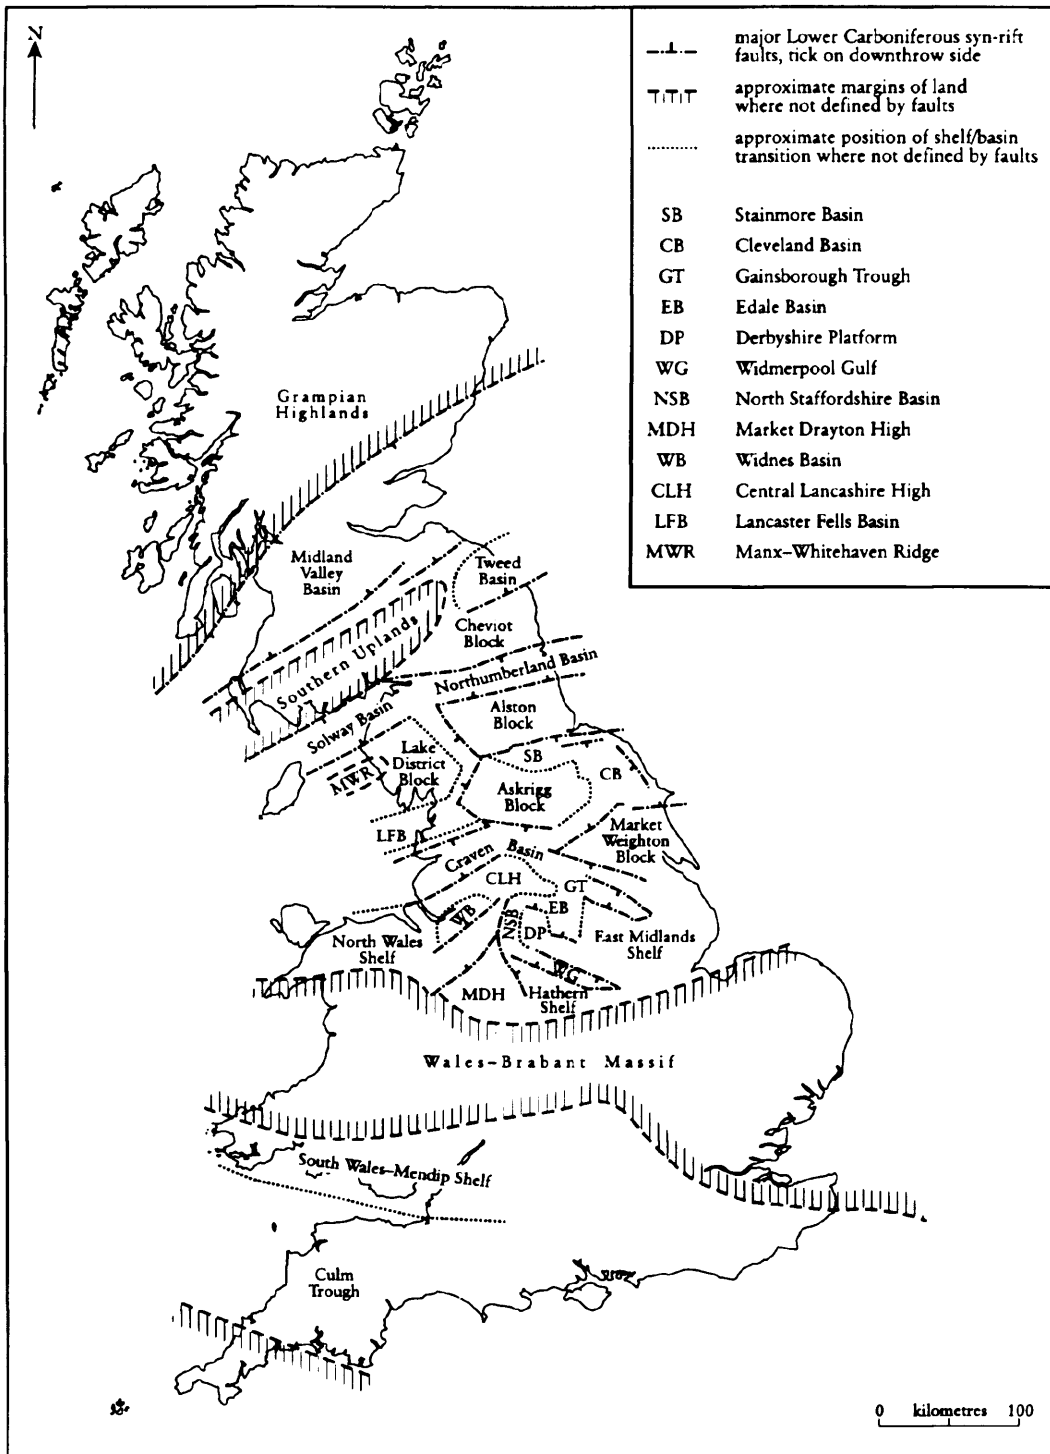 N
major Lower Carboniferous syn-rift
faults, tick on downthrow side
approximate margins of land
where not defined by faults
approximate position of shelf/basin
transition where not defined by faults
SB Stainmore Basin
CB Cleveland Basin
GT Gainsborough Trough
EB Edale Basin
DP Derbyshire Platform
WG Widmerpool Gulf
NSB North Staffordshire Basin
MDH Market Drayton High
WB Widnes Basin
CLH Central Lancashire High
LFB Lancaster Fells Basin
MWR Manx–Whitehaven Ridge
Grampian
Highlands
Midland
Valley
Basin
Tweed
Basin
Cheviot
Block
Southern Uplands
Northumberland Basin
Solway Basin
Alston
Block
Lake
District
Block
MWR
SB
CB
Askrigg
Block
LFB
Market
Weighton
Block
Craven Basin
CLH
GT
WB
NSB
EB
DP
East Midlands
Shelf
North Wales
Shelf
WG
MDH
Hathern
Shelf
Wales–Brabant Massif
South Wales–Mendip Shelf
Culm
Trough
0 kilometres 100